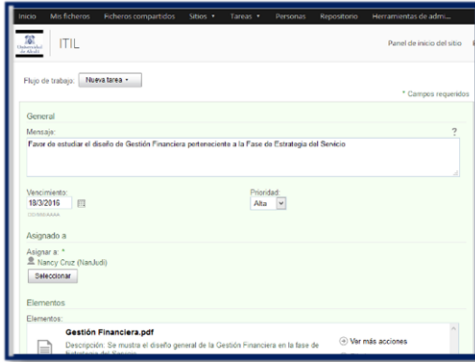 Inicio Mis ficheros Ficheros compartidos Sitios Tareas Personas Repositorio Herramientas de admi...
Universidad de Alcalá
ITIL
Panel de inicio del sitio
Flujo de trabajo: Nueva tarea
* Campos requeridos
General
Mensaje: ?
Favor de estudiar el diseño de Gestión Financiera perteneciente a la Fase de Estrategia del Servicio
Vencimiento: Prioridad:
18/3/2016 Alta
Asignado a
Asignar a: *
Nancy Cruz (NanJudi)
Seleccionar
Elementos
Elementos:
Gestión Financiera.pdf
Descripción: Se muestra el diseño general de la Gestión Financiera en la fase de
Ver más acciones